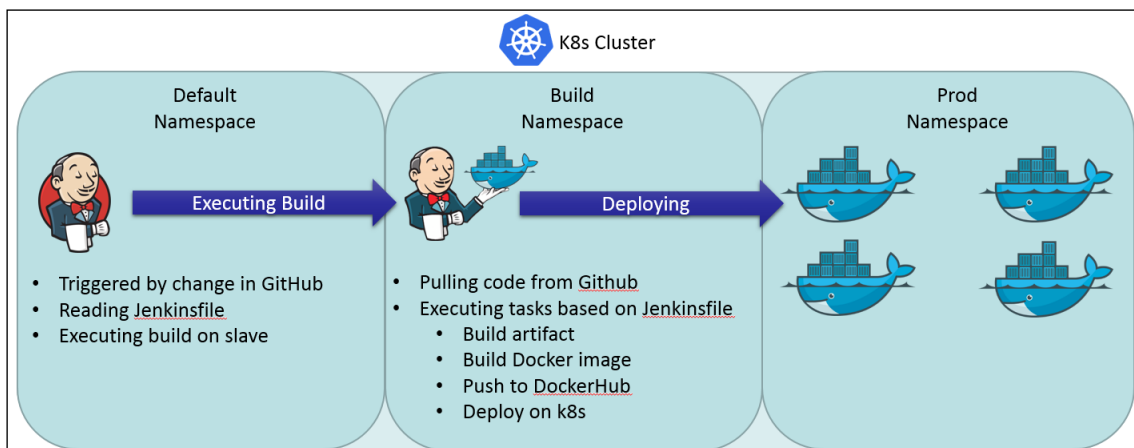 K8s Cluster
Default
Namespace
Build
Namespace
Prod
Namespace
Executing Build
Deploying
• Triggered by change in GitHub
• Reading Jenkinsfile
• Executing build on slave
• Pulling code from Github
• Executing tasks based on Jenkinsfile
• Build artifact
• Build Docker image
• Push to DockerHub
• Deploy on k8s